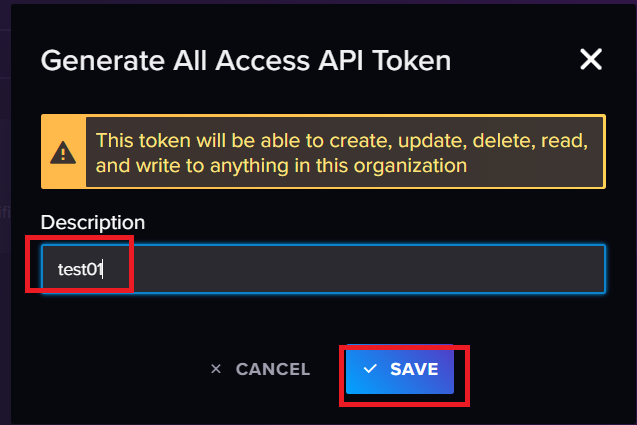 Generate All Access API Token
This token will be able to create, update, delete, read,
and write to anything in this organization
Description
test01
CANCEL
SAVE